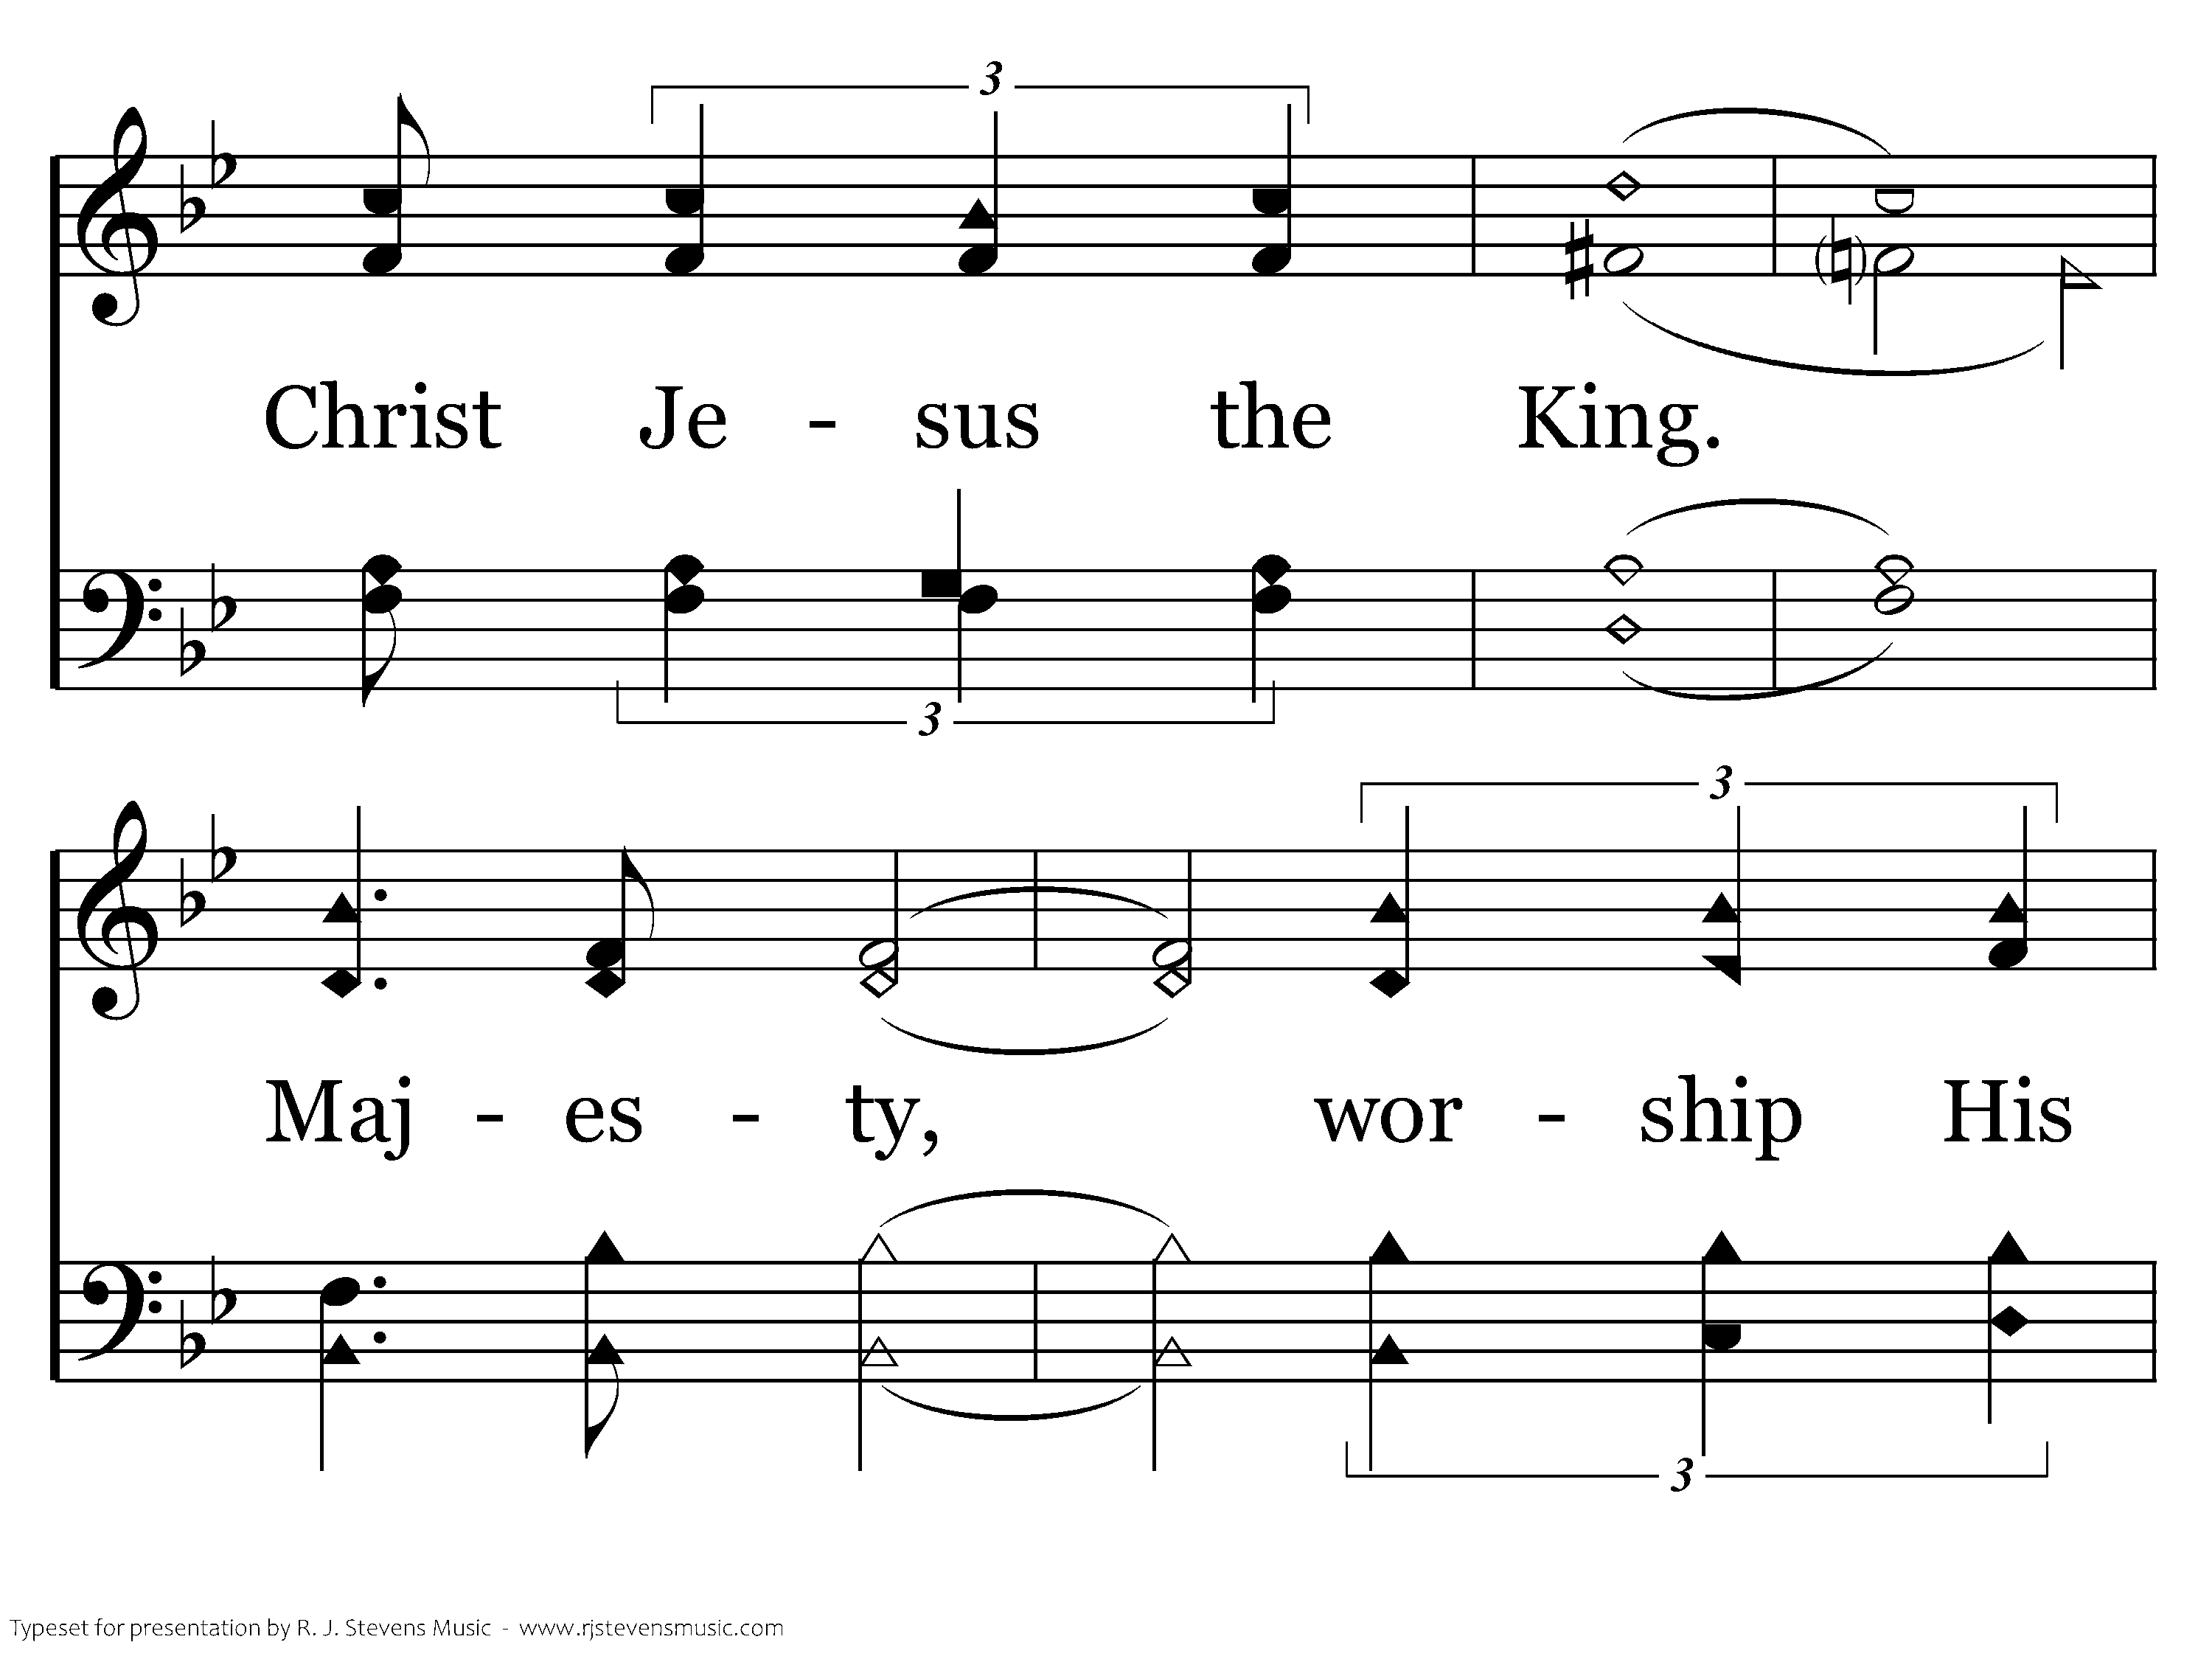 3
Christ Je - sus the King.
3
3
Maj - es - ty, wor - ship His
3
Typeset for presentation by R. J. Stevens Music - www.rjstevensmusic.com